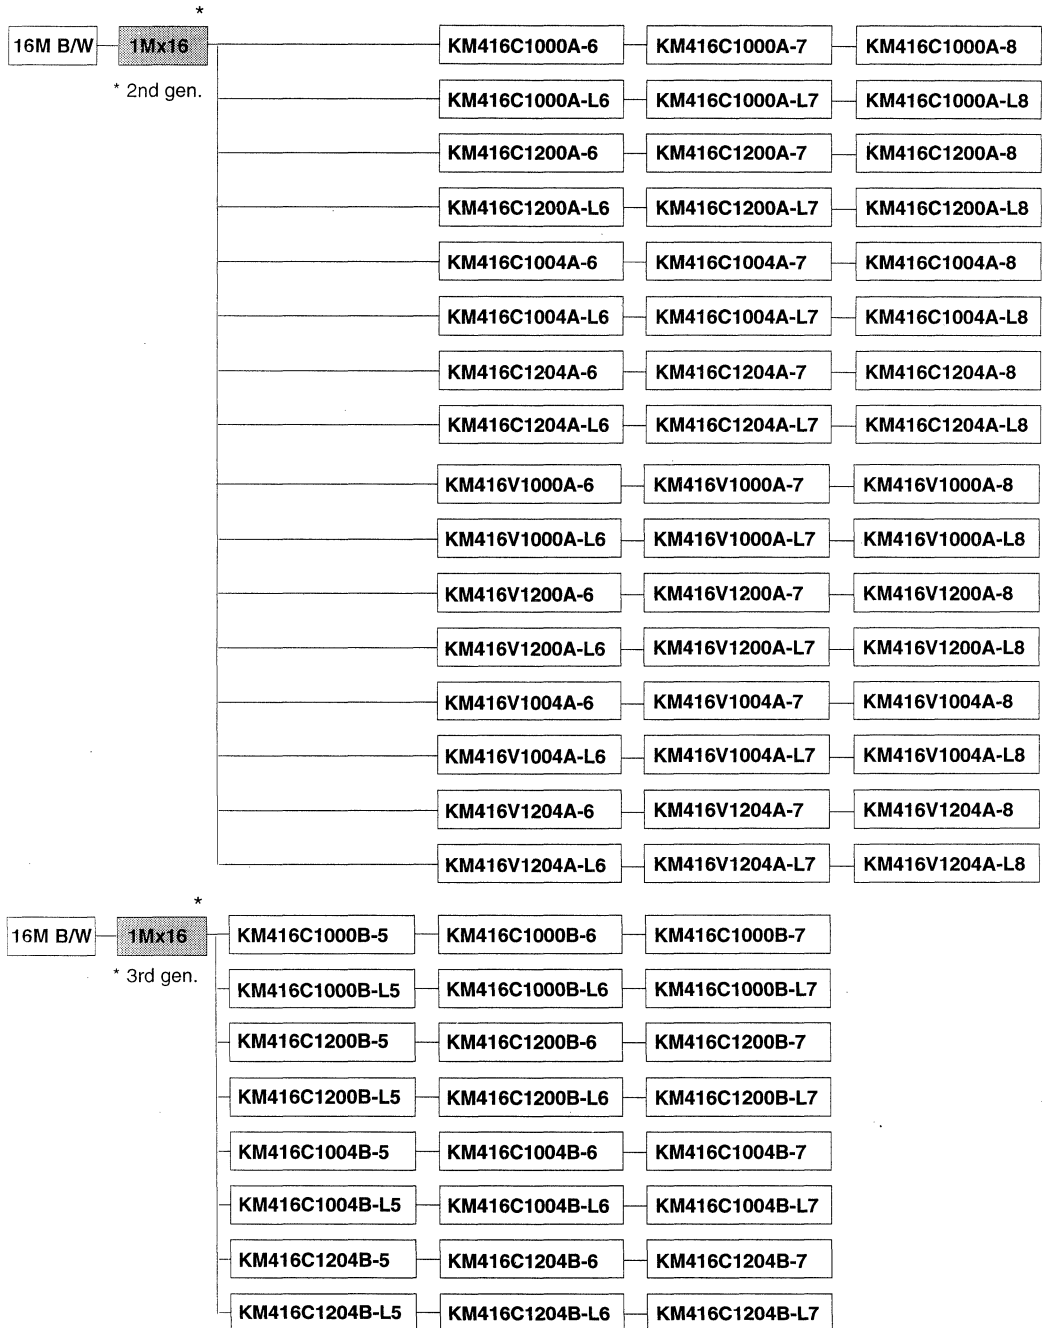 *
16M B/W 1Mx16 KM416C1000A-6 KM416C1000A-7 KM416C1000A-8
* 2nd gen.
KM416C1000A-L6 KM416C1000A-L7 KM416C1000A-L8
KM416C1200A-6 KM416C1200A-7 KM416C1200A-8
KM416C1200A-L6 KM416C1200A-L7 KM416C1200A-L8
KM416C1004A-6 KM416C1004A-7 KM416C1004A-8
KM416C1004A-L6 KM416C1004A-L7 KM416C1004A-L8
KM416C1204A-6 KM416C1204A-7 KM416C1204A-8
KM416C1204A-L6 KM416C1204A-L7 KM416C1204A-L8
KM416V1000A-6 KM416V1000A-7 KM416V1000A-8
KM416V1000A-L6 KM416V1000A-L7 KM416V1000A-L8
KM416V1200A-6 KM416V1200A-7 KM416V1200A-8
KM416V1200A-L6 KM416V1200A-L7 KM416V1200A-L8
KM416V1004A-6 KM416V1004A-7 KM416V1004A-8
KM416V1004A-L6 KM416V1004A-L7 KM416V1004A-L8
KM416V1204A-6 KM416V1204A-7 KM416V1204A-8
KM416V1204A-L6 KM416V1204A-L7 KM416V1204A-L8
*
16M B/W 1Mx16 KM416C1000B-5 KM416C1000B-6 KM416C1000B-7
* 3rd gen.
KM416C1000B-L5 KM416C1000B-L6 KM416C1000B-L7
KM416C1200B-5 KM416C1200B-6 KM416C1200B-7
KM416C1200B-L5 KM416C1200B-L6 KM416C1200B-L7
KM416C1004B-5 KM416C1004B-6 KM416C1004B-7
KM416C1004B-L5 KM416C1004B-L6 KM416C1004B-L7
KM416C1204B-5 KM416C1204B-6 KM416C1204B-7
KM416C1204B-L5 KM416C1204B-L6 KM416C1204B-L7